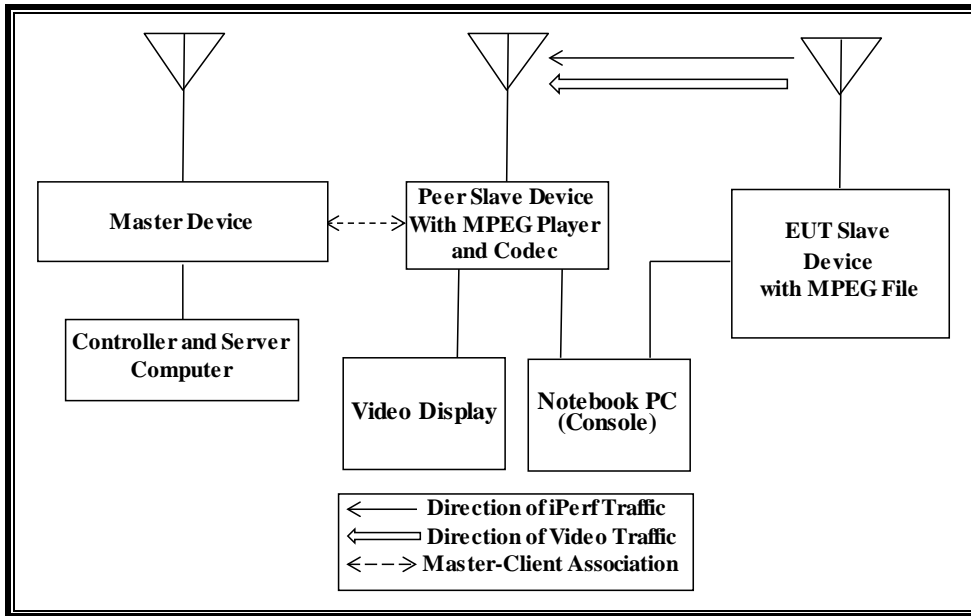 Master Device
Peer Slave Device
With MPEG Player
and Codec
EUT Slave
Device
with MPEG File
Controller and Server
Computer
Video Display
Notebook PC
(Console)
Direction of iPerf Traffic
Direction of Video Traffic
Master-Client Association